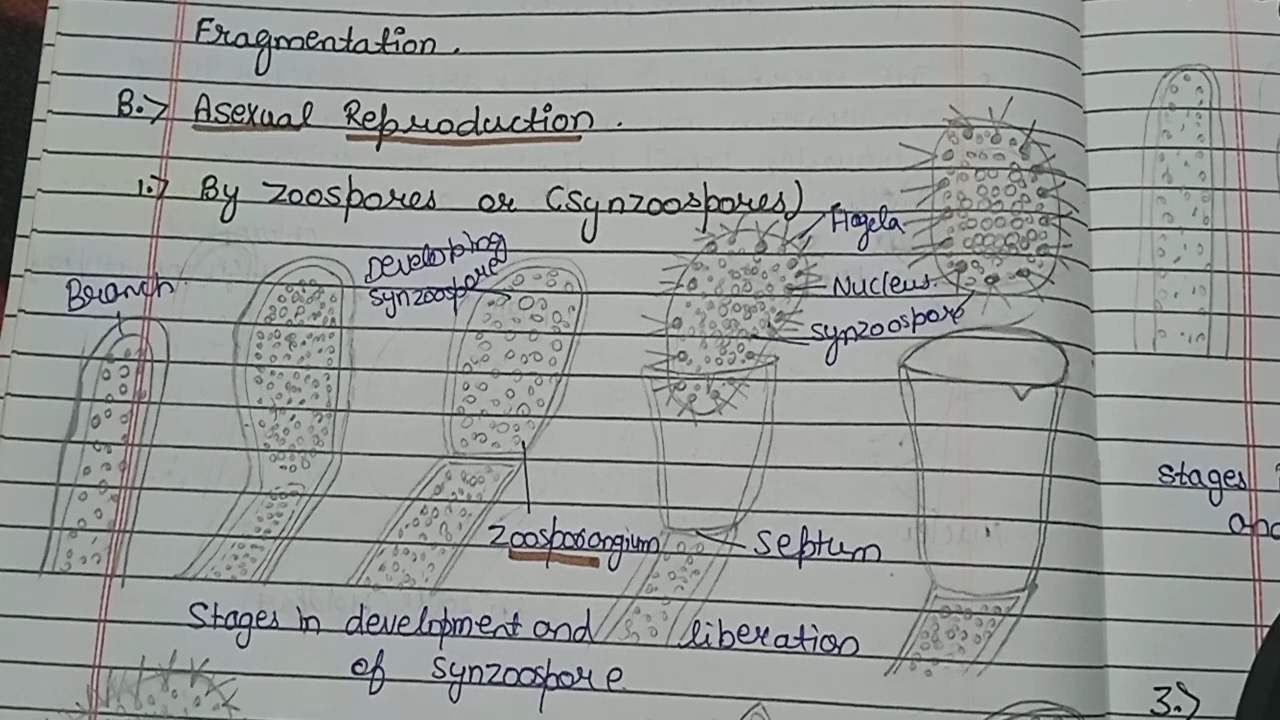 Fragmentation.
B.> Asexual Reproduction.
1.> By Zoospores or (Synzoospores)
Flagela
Developing
synzoospore
Branch
Nucleus.
synzoospore
Zoosporangium
Septum
Stages in development and liberation
of synzoospore
stages
and
3.>